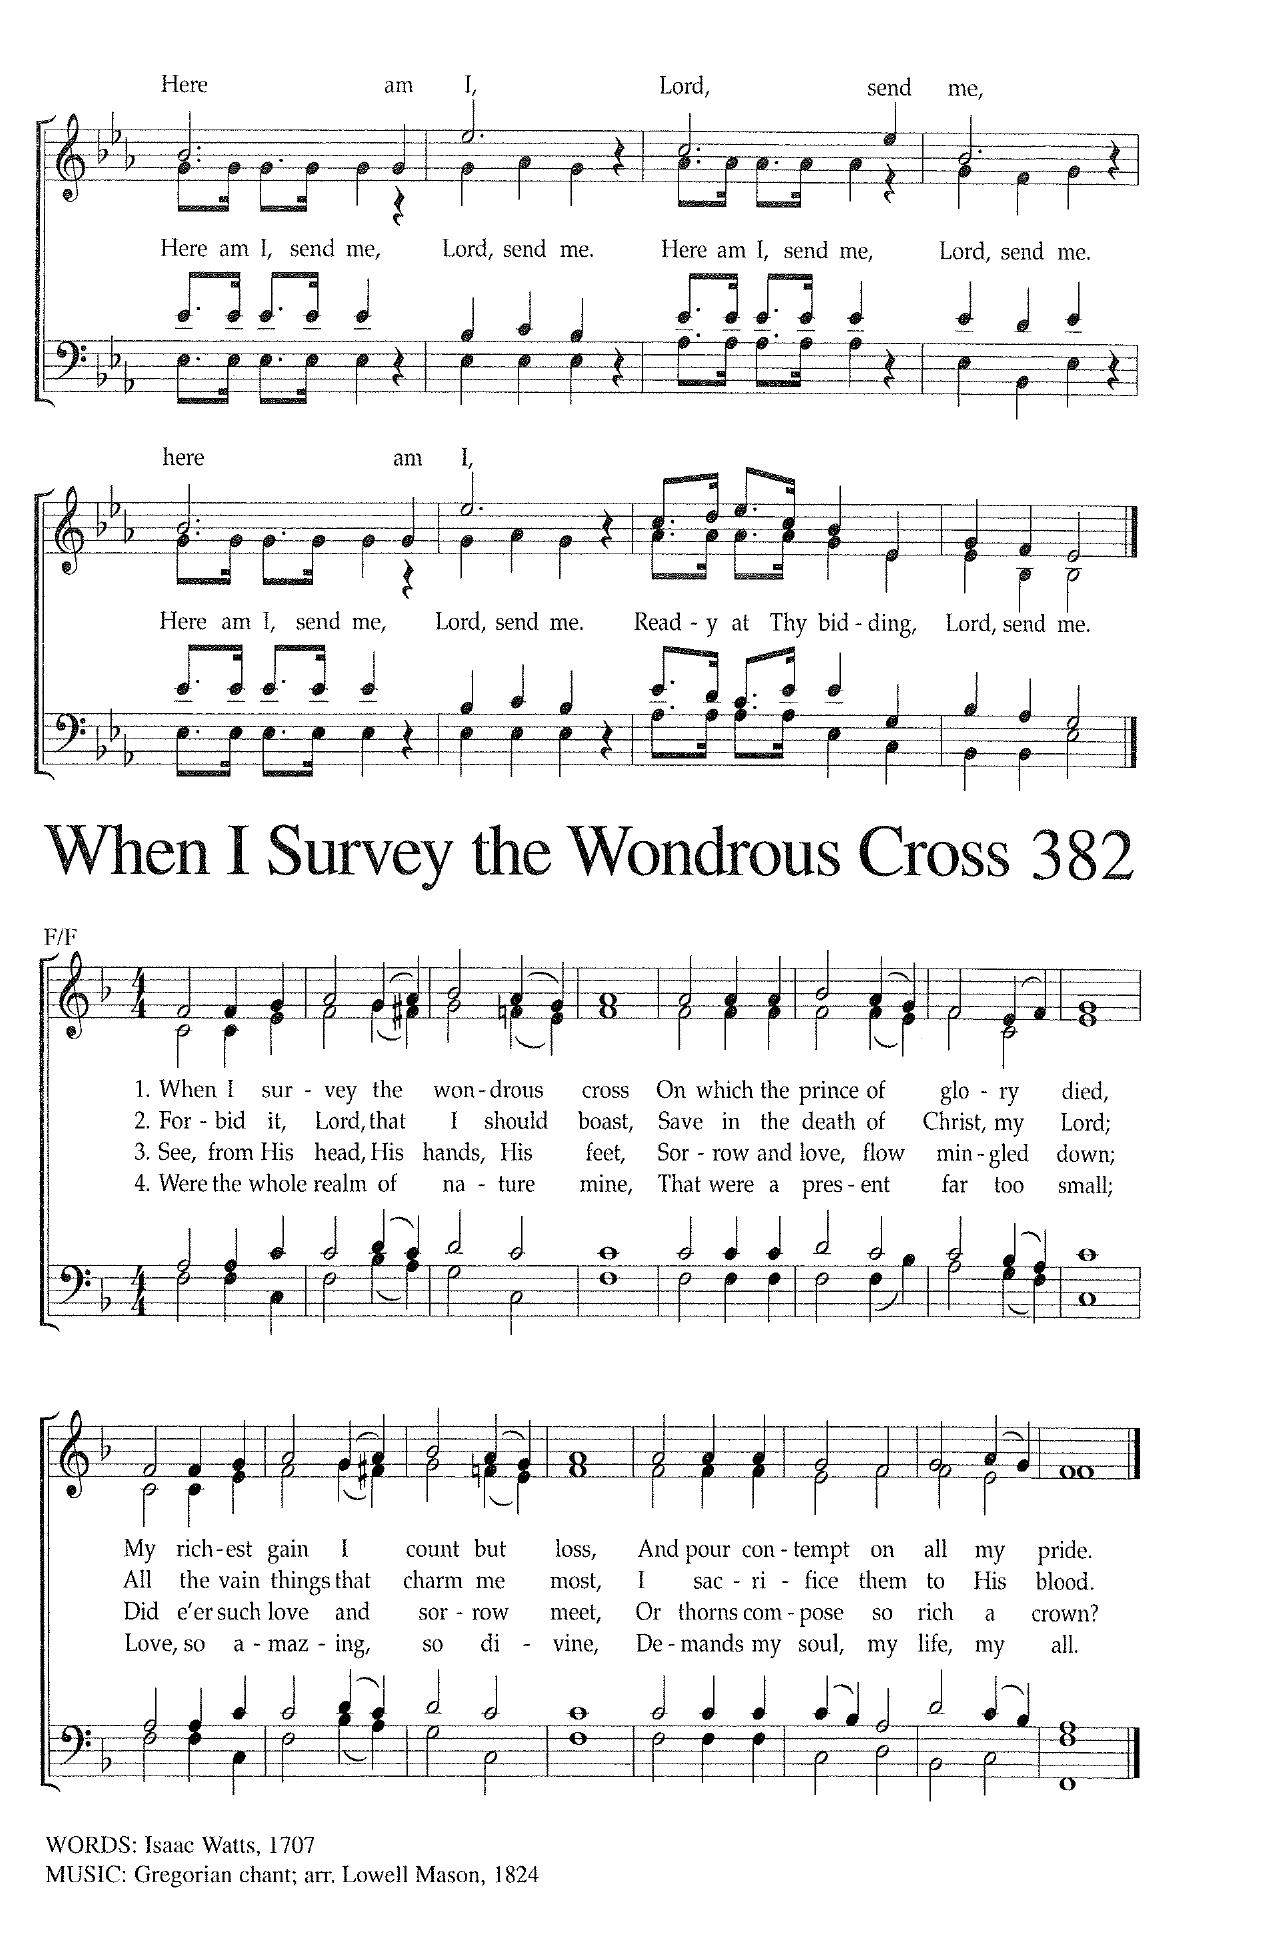 Here am I, Lord, send me,
Here am I, send me, Lord, send me. Here am I, send me, Lord, send me.
here am I,
Here am I, send me, Lord, send me. Read - y at Thy bid - ding, Lord, send me.
When I Survey the Wondrous Cross 382
F/F
1. When I sur - vey the won - drous cross On which the prince of glo - ry died,
2. For - bid it, Lord, that I should boast, Save in the death of Christ, my Lord;
3. See, from His head, His hands, His feet, Sor - row and love, flow min - gled down;
4. Were the whole realm of na - ture mine, That were a pres - ent far too small;
My rich - est gain I count but loss, And pour con - tempt on all my pride.
All the vain things that charm me most, I sac - ri - fice them to His blood.
Did e'er such love and sor - row meet, Or thorns com - pose so rich a crown?
Love, so a - maz - ing, so di - vine, De - mands my soul, my life, my all.
WORDS: Isaac Watts, 1707
MUSIC: Gregorian chant; arr. Lowell Mason, 1824